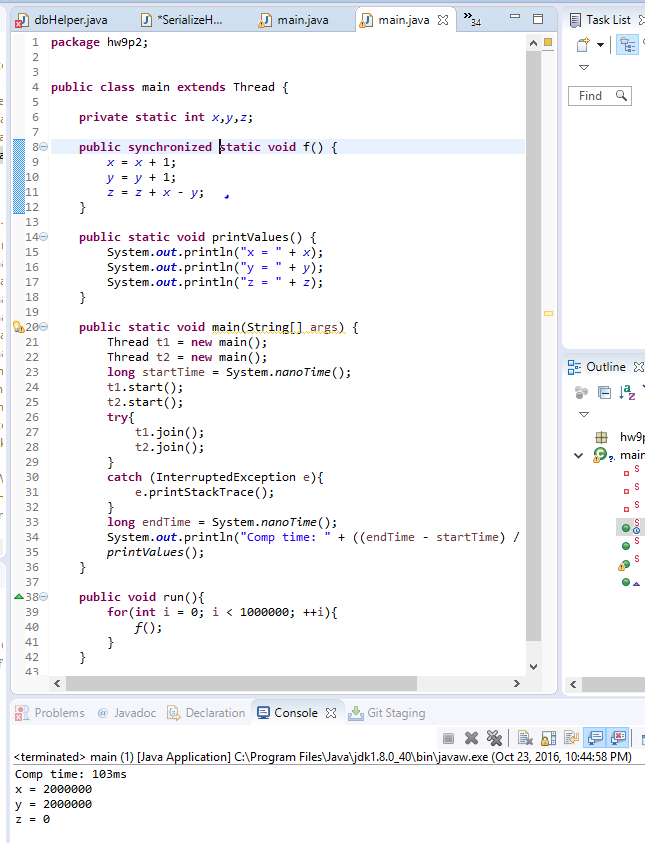 dbHelper.java *SerializeH... main.java main.java 34 Task List
1 package hw9p2;
2
3
4 public class main extends Thread {
5
6 private static int x,y,z;
7
8 public synchronized static void f() {
9 x = x + 1;
10 y = y + 1;
11 z = z + x - y;
12 }
13
14 public static void printValues() {
15 System.out.println("x = " + x);
16 System.out.println("y = " + y);
17 System.out.println("z = " + z);
18 }
19
20 public static void main(String[] args) {
21 Thread t1 = new main();
22 Thread t2 = new main();
23 long startTime = System.nanoTime();
24 t1.start();
25 t2.start();
26 try{
27 t1.join();
28 t2.join();
29 }
30 catch (InterruptedException e){
31 e.printStackTrace();
32 }
33 long endTime = System.nanoTime();
34 System.out.println("Comp time: " + ((endTime - startTime) /
35 printValues();
36 }
37
38 public void run(){
39 for(int i = 0; i < 1000000; ++i){
40 f();
41 }
42 }
43
Find
Outline
hw9p
main
S
S
S
S
S
S
Problems @ Javadoc Declaration Console Git Staging
<terminated> main (1) [Java Application] C:\Program Files\Java\jdk1.8.0_40\bin\javaw.exe (Oct 23, 2016, 10:44:58 PM)
Comp time: 103ms
x = 2000000
y = 2000000
z = 0